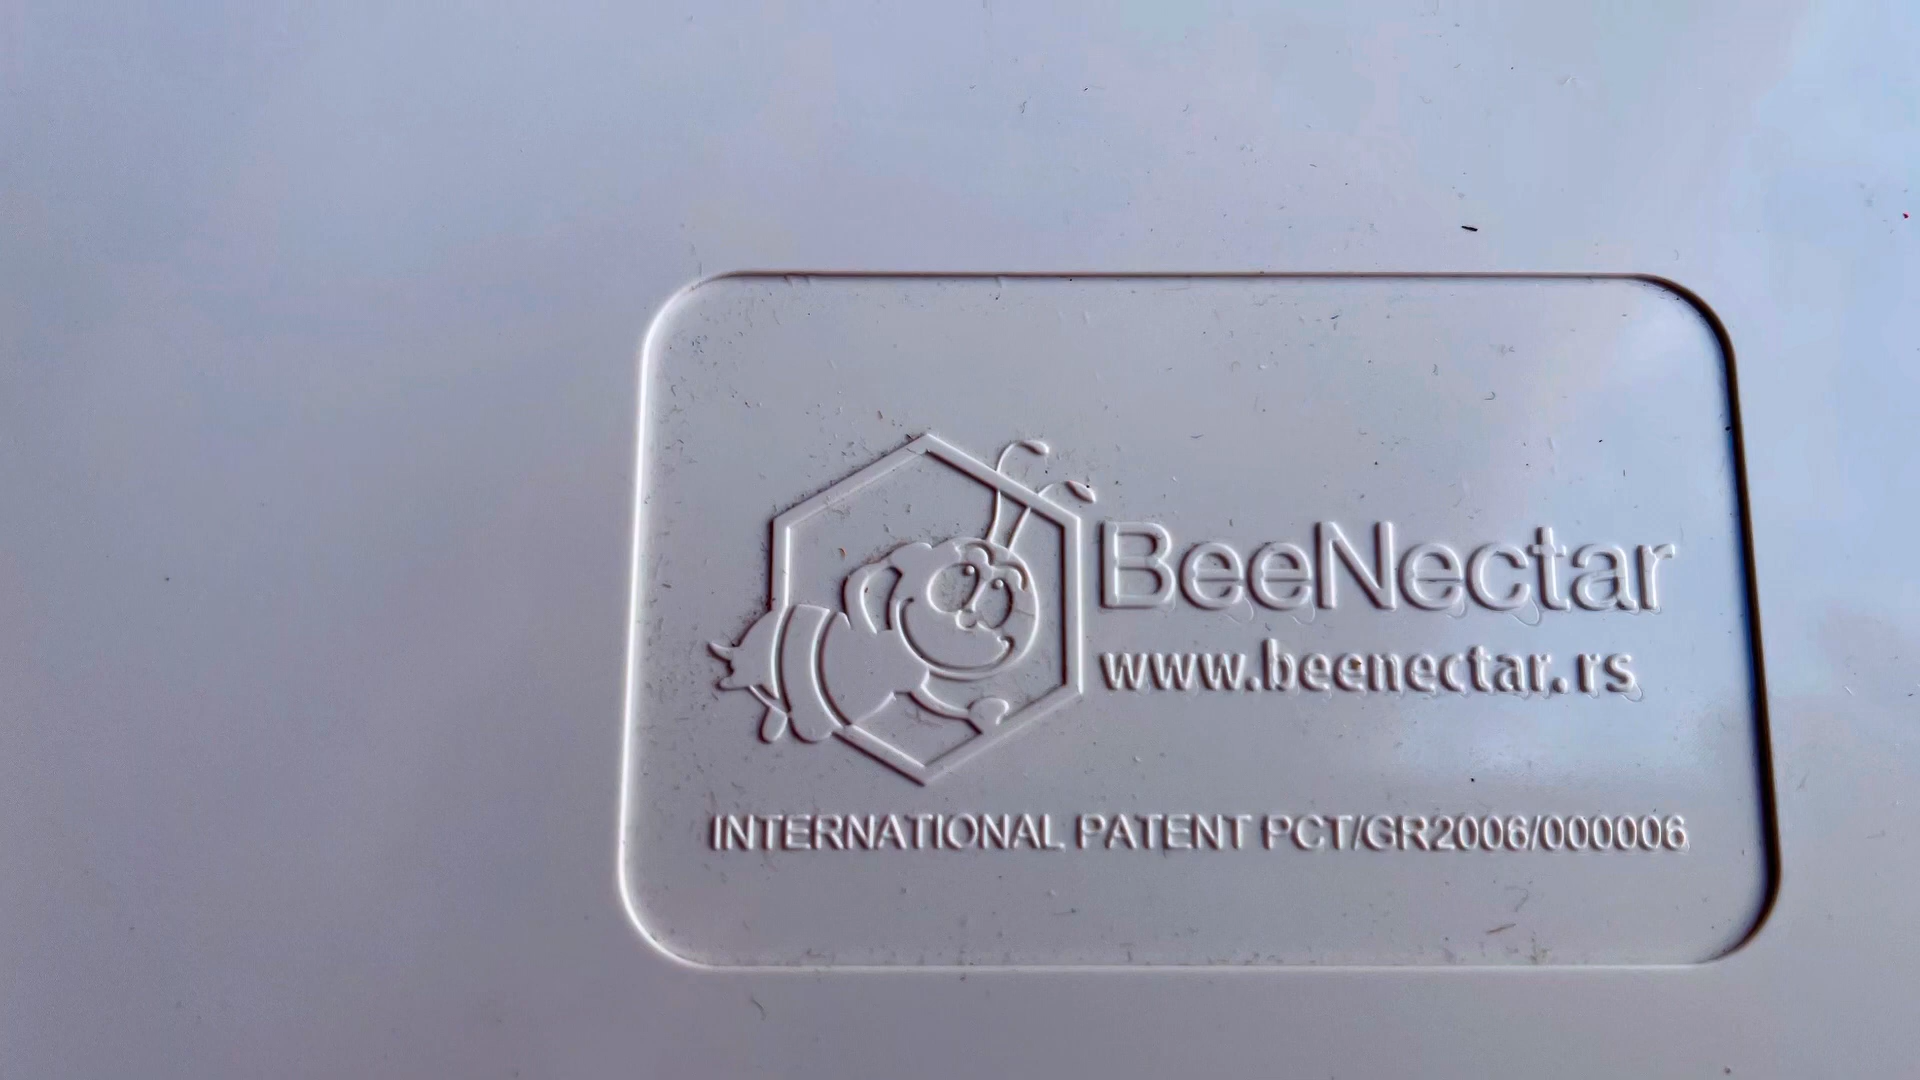 BeeNectar
www.beenectar.rs
INTERNATIONAL PATENT PCT/GR2006/000006